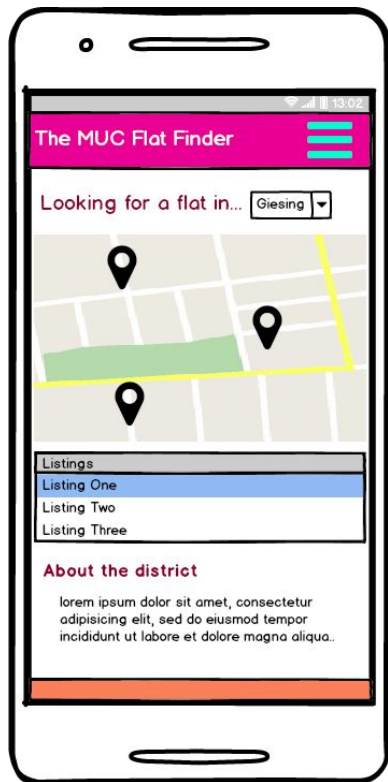 13:02
The MUC Flat Finder
Looking for a flat in... Giesing
Listings
Listing One
Listing Two
Listing Three
About the district
lorem ipsum dolor sit amet, consectetur
adipisicing elit, sed do eiusmod tempor
incididunt ut labore et dolore magna aliqua..